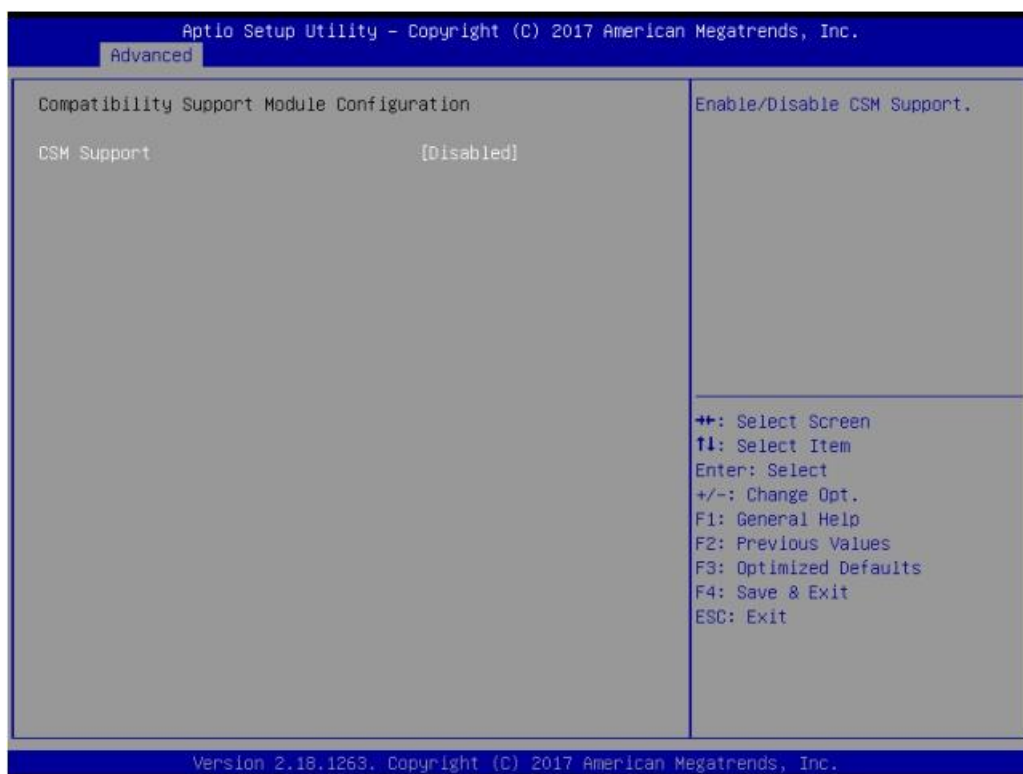 Aptio Setup Utility – Copyright (C) 2017 American Megatrends, Inc.
Advanced
Compatibility Support Module Configuration
CSM Support [Disabled]
Enable/Disable CSM Support.
→←: Select Screen
↑↓: Select Item
Enter: Select
+/-: Change Opt.
F1: General Help
F2: Previous Values
F3: Optimized Defaults
F4: Save & Exit
ESC: Exit
Version 2.18.1263. Copyright (C) 2017 American Megatrends, Inc.